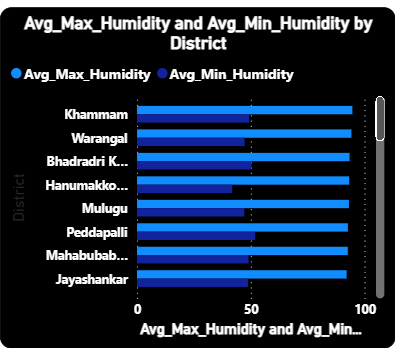 Avg_Max_Humidity and Avg_Min_Humidity by
District
Avg_Max_Humidity Avg_Min_Humidity
Khammam
Warangal
Bhadradri K...
Hanumakko...
Mulugu
Peddapalli
Mahabubab...
Jayashankar
District
0 50 100
Avg_Max_Humidity and Avg_Min...